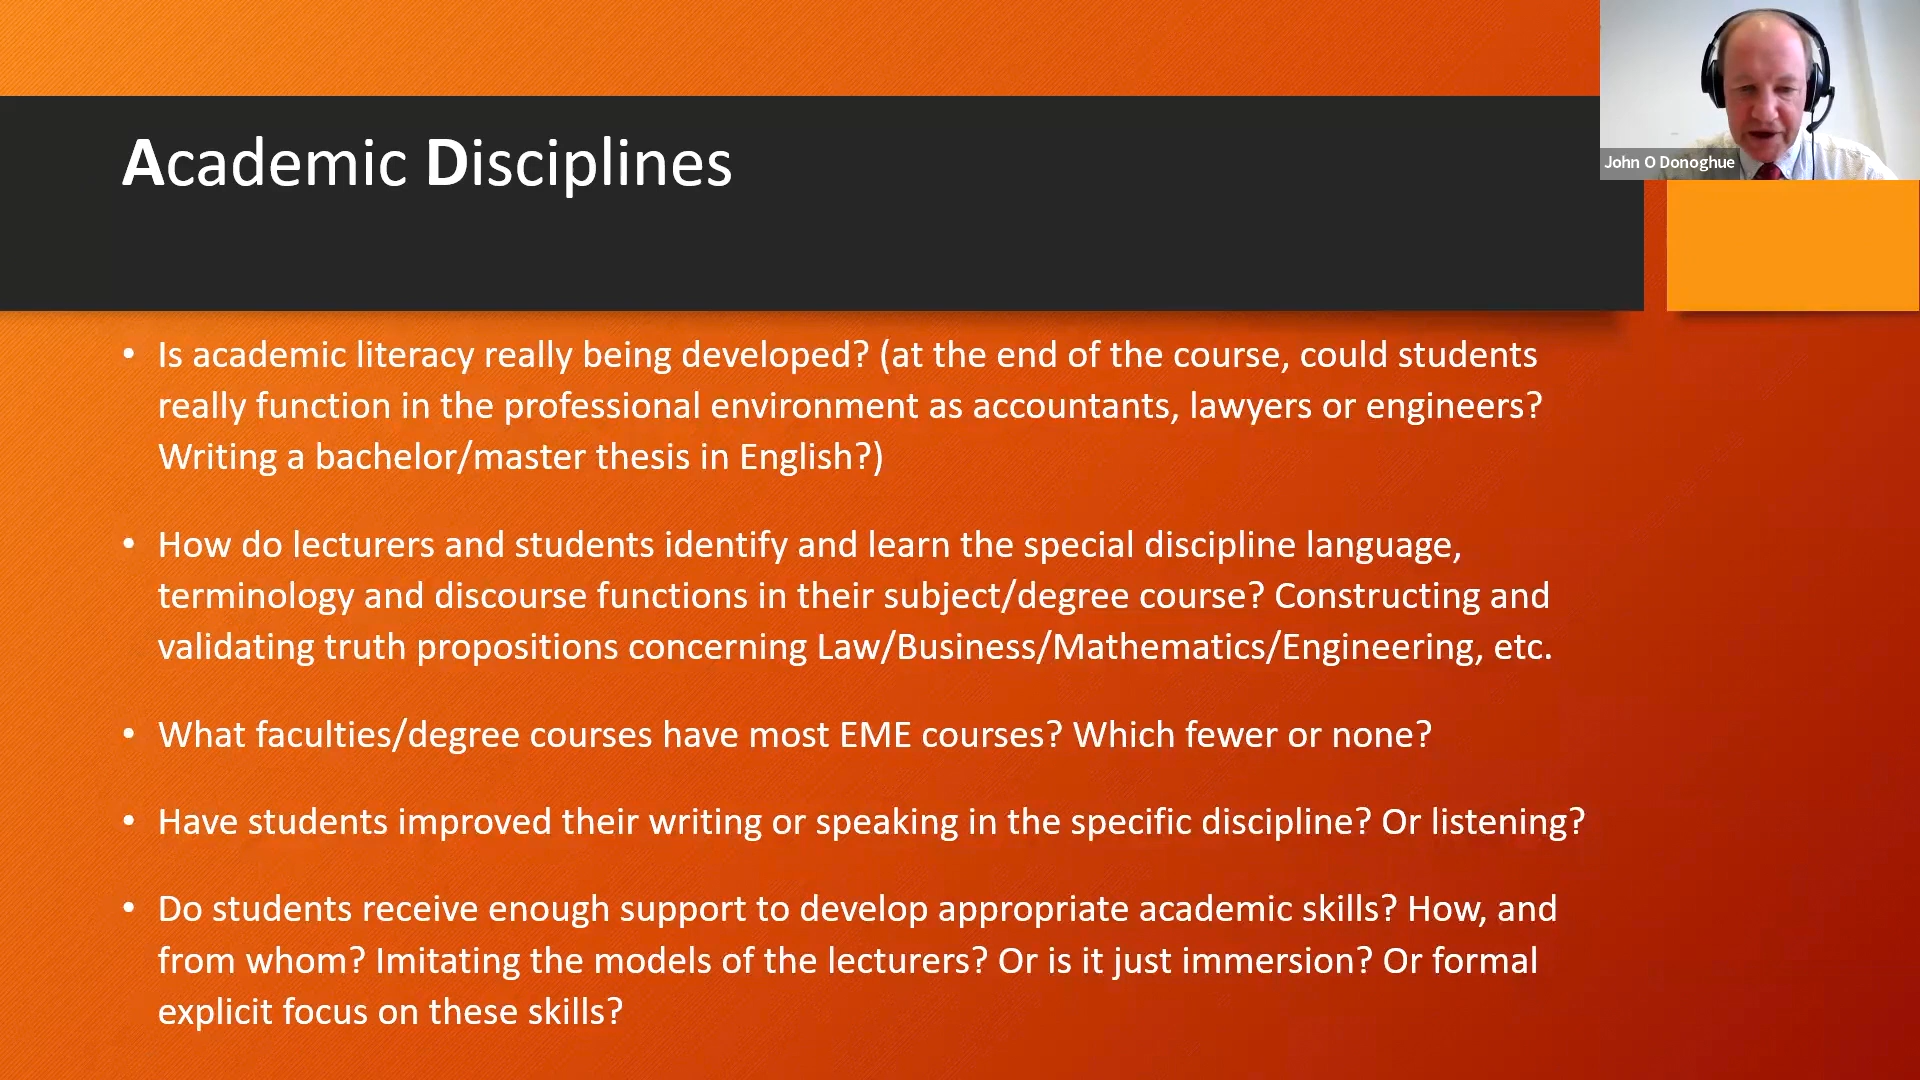 John O Donoghue
Academic Disciplines
• Is academic literacy really being developed? (at the end of the course, could students
really function in the professional environment as accountants, lawyers or engineers?
Writing a bachelor/master thesis in English?)
• How do lecturers and students identify and learn the special discipline language,
terminology and discourse functions in their subject/degree course? Constructing and
validating truth propositions concerning Law/Business/Mathematics/Engineering, etc.
• What faculties/degree courses have most EME courses? Which fewer or none?
• Have students improved their writing or speaking in the specific discipline? Or listening?
• Do students receive enough support to develop appropriate academic skills? How, and
from whom? Imitating the models of the lecturers? Or is it just immersion? Or formal
explicit focus on these skills?